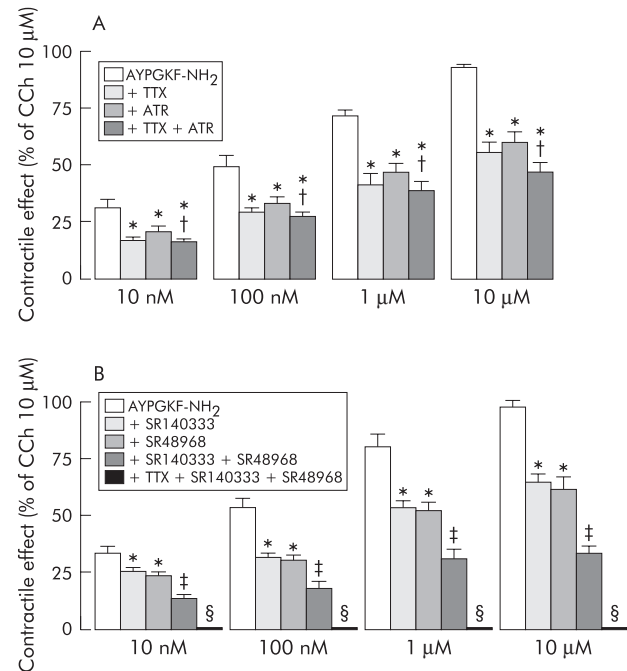 A
Contractile effect (% of CCh 10 μM)
100
75
50
25
0
AYPGKF-NH2
+ TTX
+ ATR
+ TTX + ATR
* * * †
* * * †
* * * †
* * * †
10 nM 100 nM 1 μM 10 μM
B
Contractile effect (% of CCh 10 μM)
100
75
50
25
0
AYPGKF-NH2
+ SR140333
+ SR48968
+ SR140333 + SR48968
+ TTX + SR140333 + SR48968
* * ‡ §
* * ‡ §
* * ‡ §
* * ‡ §
10 nM 100 nM 1 μM 10 μM